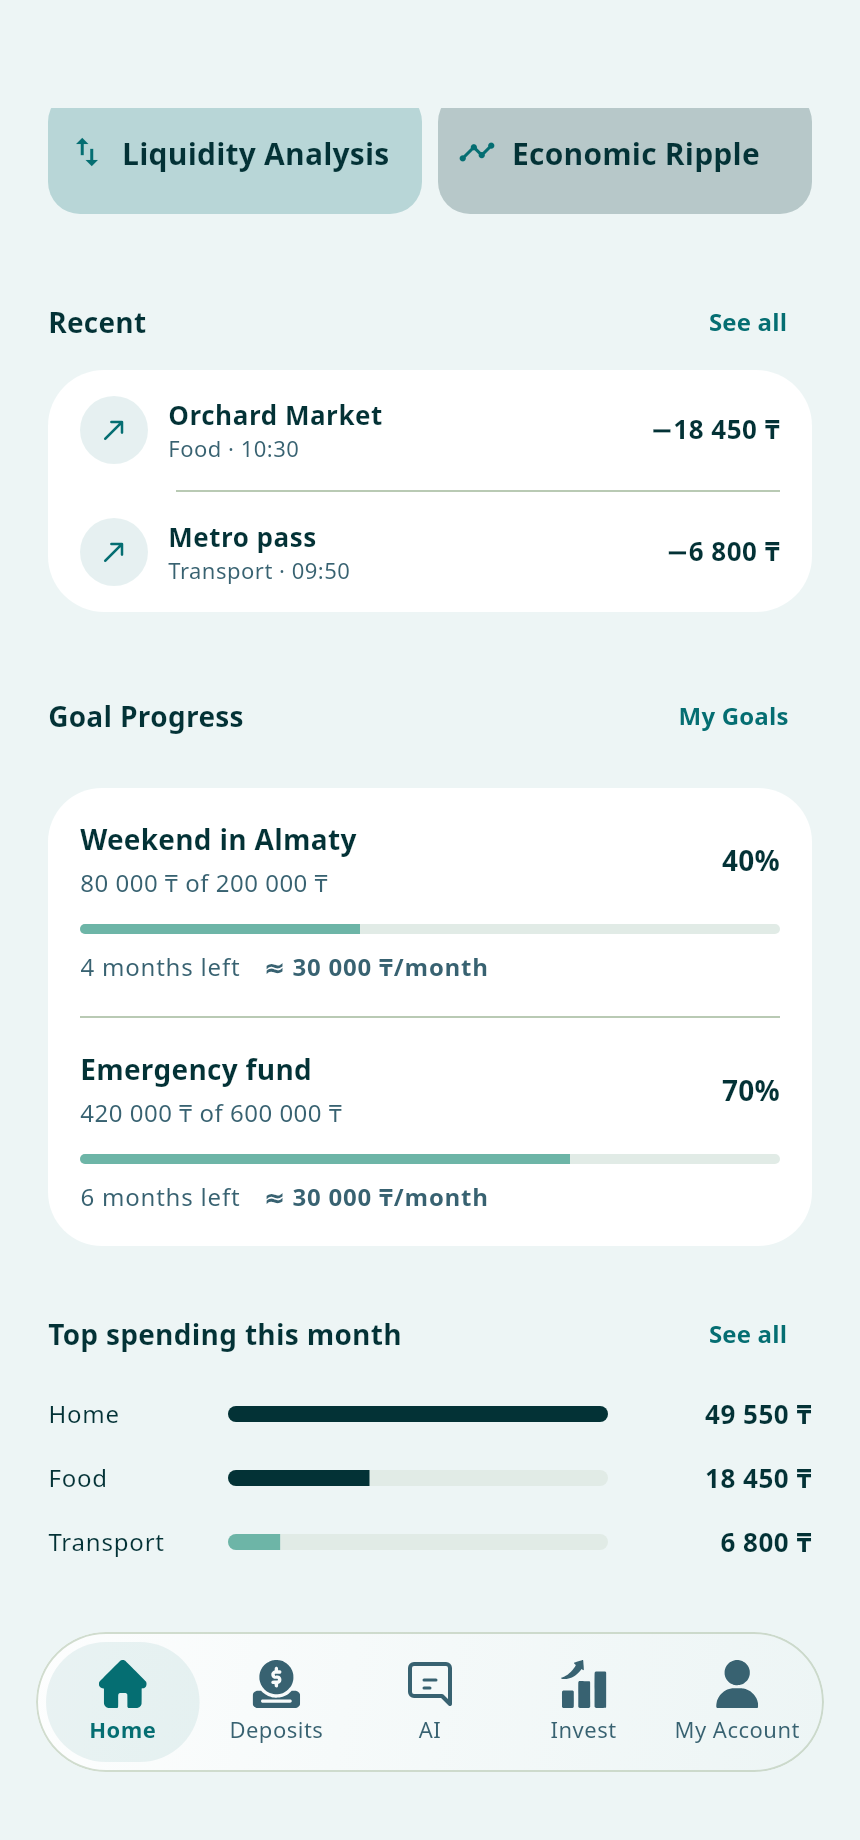 Liquidity Analysis
Economic Ripple
Recent
See all
Orchard Market
−18 450 ₸
Food · 10:30
Metro pass
−6 800 ₸
Transport · 09:50
Goal Progress
My Goals
Weekend in Almaty
40%
80 000 ₸ of 200 000 ₸
4 months left ≈ 30 000 ₸/month
Emergency fund
70%
420 000 ₸ of 600 000 ₸
6 months left ≈ 30 000 ₸/month
Top spending this month
See all
Home 49 550 ₸
Food 18 450 ₸
Transport 6 800 ₸
Home Deposits AI Invest My Account